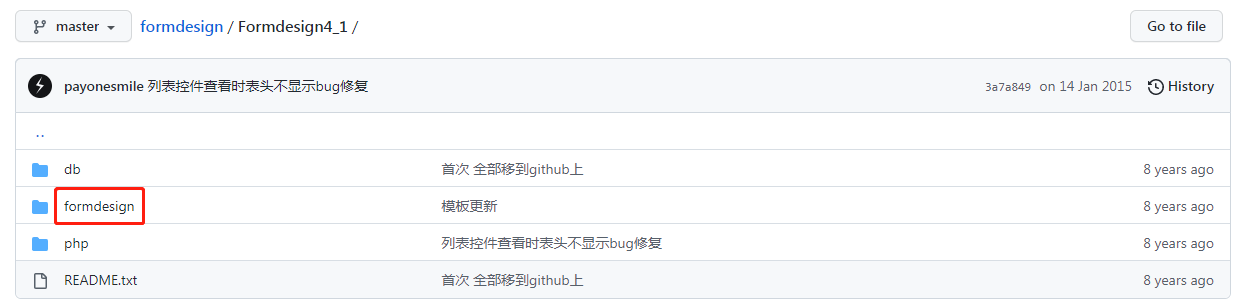 master formdesign / Formdesign4_1 / Go to file
payonesmile 列表控件查看时表头不显示bug修复 3a7a849 on 14 Jan 2015 History
..
db 首次 全部移到github上 8 years ago
formdesign 模板更新 8 years ago
php 列表控件查看时表头不显示bug修复 8 years ago
README.txt 首次 全部移到github上 8 years ago